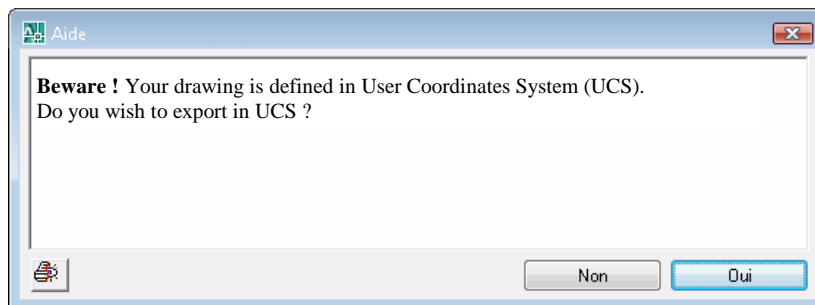 Aide
Beware ! Your drawing is defined in User Coordinates System (UCS).
Do you wish to export in UCS ?
Non
Oui